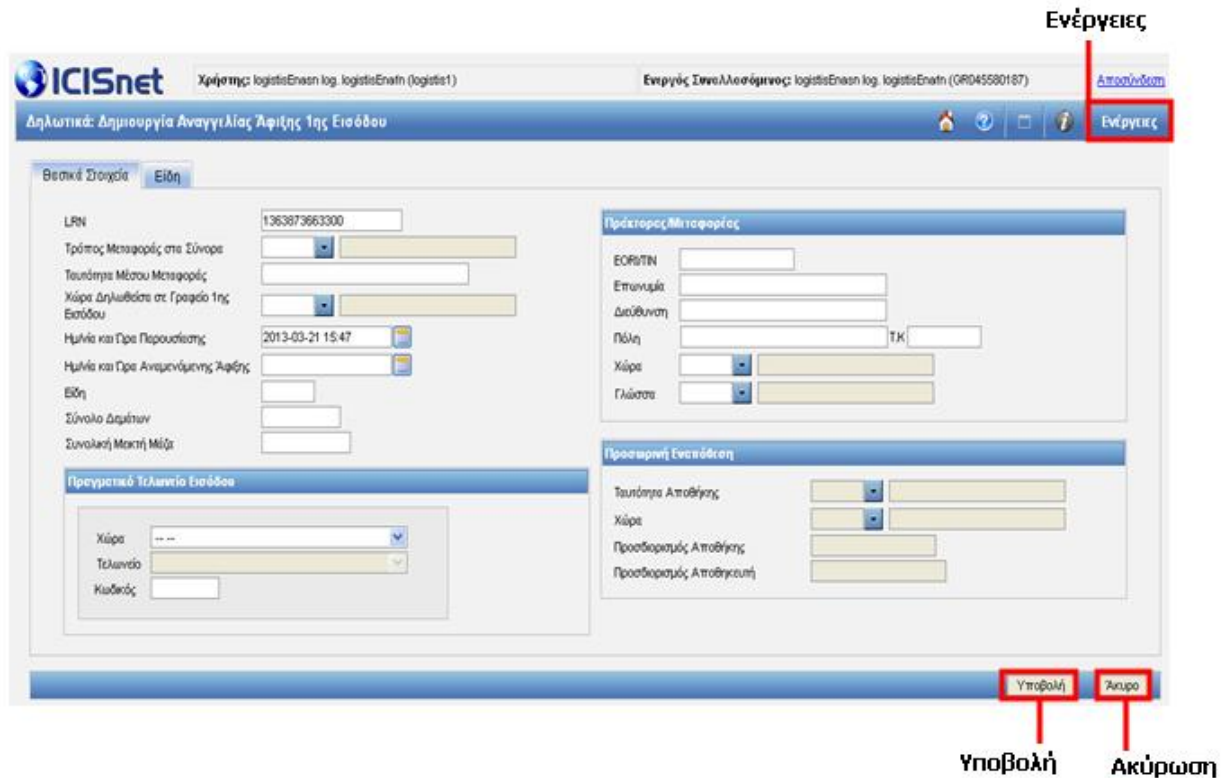 Ενέργειες
ICISnet Χρήστης: logistisEnasn log. logistisEnatn (logistis1) Ενεργός Συναλλασόμενος: logistisEnasn log. logistisEnatn (GR045580187) Αποσύνδεση
Δηλωτικά: Δημιουργία Αναγγελίας Άφιξης 1ης Εισόδου Ενέργειες
Βασικά Στοιχεία Είδη
LRN 1363873663300
Τρόπος Μεταφοράς στα Σύνορα
Ταυτότητα Μέσου Μεταφοράς
Χώρα Δηλωθείσα σε Γραφείο 1ης
Εισόδου
Ημ/νία και Ώρα Παρουσίασης 2013-03-21 15:47
Ημ/νία και Ώρα Αναμενόμενης Άφιξης
Είδη
Σύνολο Δεμάτων
Συνολική Μεικτή Μάζα
Πραγματικό Τελωνείο Εισόδου
Χώρα -- --
Τελωνείο
Κωδικός
Πράκτορας/Μεταφορέας
EORI/TIN
Επωνυμία
Διεύθυνση
Πόλη Τ.Κ
Χώρα
Γλώσσα
Προσωρινή Εναπόθεση
Ταυτότητα Αποθήκης
Χώρα
Προσδιορισμός Αποθήκης
Προσδιορισμός Αποθηκευτή
Υποβολή Άκυρο
Υποβολή Ακύρωση